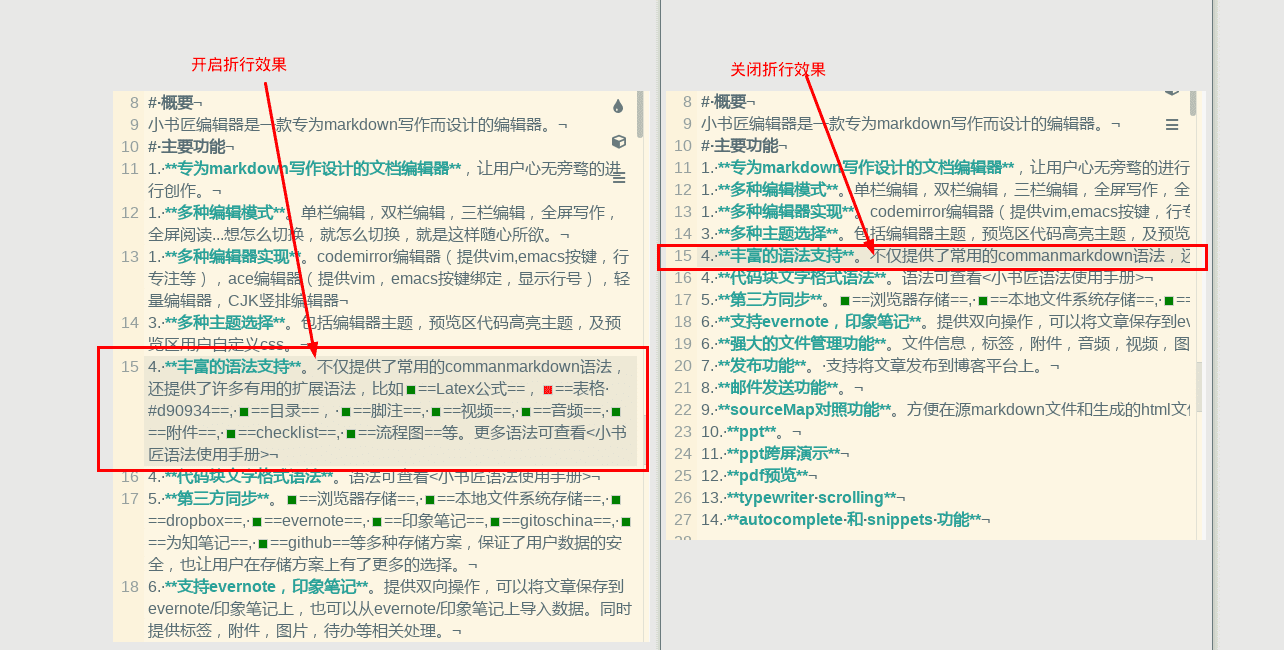 开启折行效果
8 #·概要¬
9 小书匠编辑器是一款专为markdown写作而设计的编辑器。¬
10 #·主要功能¬
11 1.·**专为markdown写作设计的文档编辑器**，让用户心无旁骛的进
行创作。¬
12 1.·**多种编辑模式**。单栏编辑，双栏编辑，三栏编辑，全屏写作，
全屏阅读...想怎么切换，就怎么切换，就是这样随心所欲。¬
13 1.·**多种编辑器实现**。codemirror编辑器（提供vim,emacs按键，行
专注等），ace编辑器（提供vim，emacs按键绑定，显示行号），轻
量编辑器，CJK竖排编辑器¬
14 3.·**多种主题选择**。包括编辑器主题，预览区代码高亮主题，及预
览区用户自定义css。¬
15 4.·**丰富的语法支持**。不仅提供了常用的commanmarkdown语法，
还提供了许多有用的扩展语法，比如==Latex公式==，==表格·
#d90934==,·==目录==，·==脚注==,·==视频==,·==音频==,·
==附件==,·==checklist==,·==流程图==等。更多语法可查看<小书
匠语法使用手册>¬
16 4.·**代码块文字格式语法**。语法可查看<小书匠语法使用手册>¬
17 5.·**第三方同步**。==浏览器存储==,·==本地文件系统存储==,·
==dropbox==,·==evernote==,·==印象笔记==,==gitoschina==,·
==为知笔记==,·==github==等多种存储方案，保证了用户数据的安
全，也让用户在存储方案上有了更多的选择。¬
18 6.·**支持evernote，印象笔记**。提供双向操作，可以将文章保存到
evernote/印象笔记上，也可以从evernote/印象笔记上导入数据。同时
提供标签，附件，图片，待办等相关处理。¬
关闭折行效果
8 #·概要¬
9 小书匠编辑器是一款专为markdown写作而设计的编辑器。¬
10 #·主要功能¬
11 1.·**专为markdown写作设计的文档编辑器**，让用户心无旁骛的进行
12 1.·**多种编辑模式**。单栏编辑，双栏编辑，三栏编辑，全屏写作，全
13 1.·**多种编辑器实现**。codemirror编辑器（提供vim,emacs按键，行专
14 3.·**多种主题选择**。包括编辑器主题，预览区代码高亮主题，及预览
15 4.·**丰富的语法支持**。不仅提供了常用的commanmarkdown语法，还
16 4.·**代码块文字格式语法**。语法可查看<小书匠语法使用手册>¬
17 5.·**第三方同步**。==浏览器存储==,·==本地文件系统存储==,·==
18 6.·**支持evernote，印象笔记**。提供双向操作，可以将文章保存到ev
19 6.·**强大的文件管理功能**。文件信息，标签，附件，音频，视频，图
20 7.·**发布功能**。·支持将文章发布到博客平台上。¬
21 8.·**邮件发送功能**。¬
22 9.·**sourceMap对照功能**。方便在源markdown文件和生成的html文
23 10.·**ppt**。¬
24 11.·**ppt跨屏演示**¬
25 12.·**pdf预览**¬
26 13.·**typewriter·scrolling**¬
27 14.·**autocomplete·和·snippets·功能**¬